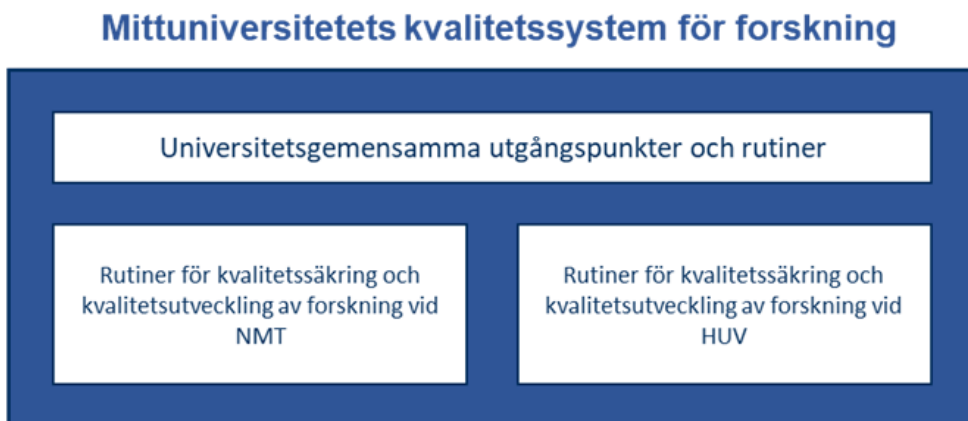 Mittuniversitetets kvalitetssystem för forskning
Universitetsgemensamma utgångspunkter och rutiner
Rutiner för kvalitetssäkring och
kvalitetsutveckling av forskning vid
NMT
Rutiner för kvalitetssäkring och
kvalitetsutveckling av forskning vid
HUV